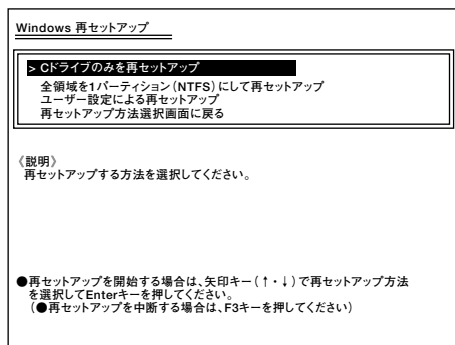 Windows 再セットアップ
> Cドライブのみを再セットアップ
全領域を1パーティション(NTFS)にして再セットアップ
ユーザー設定による再セットアップ
再セットアップ方法選択画面に戻る
《説明》
再セットアップする方法を選択してください。
●再セットアップを開始する場合は、矢印キー(↑・↓)で再セットアップ方法
を選択してEnterキーを押してください。
(●再セットアップを中断する場合は、F3キーを押してください)